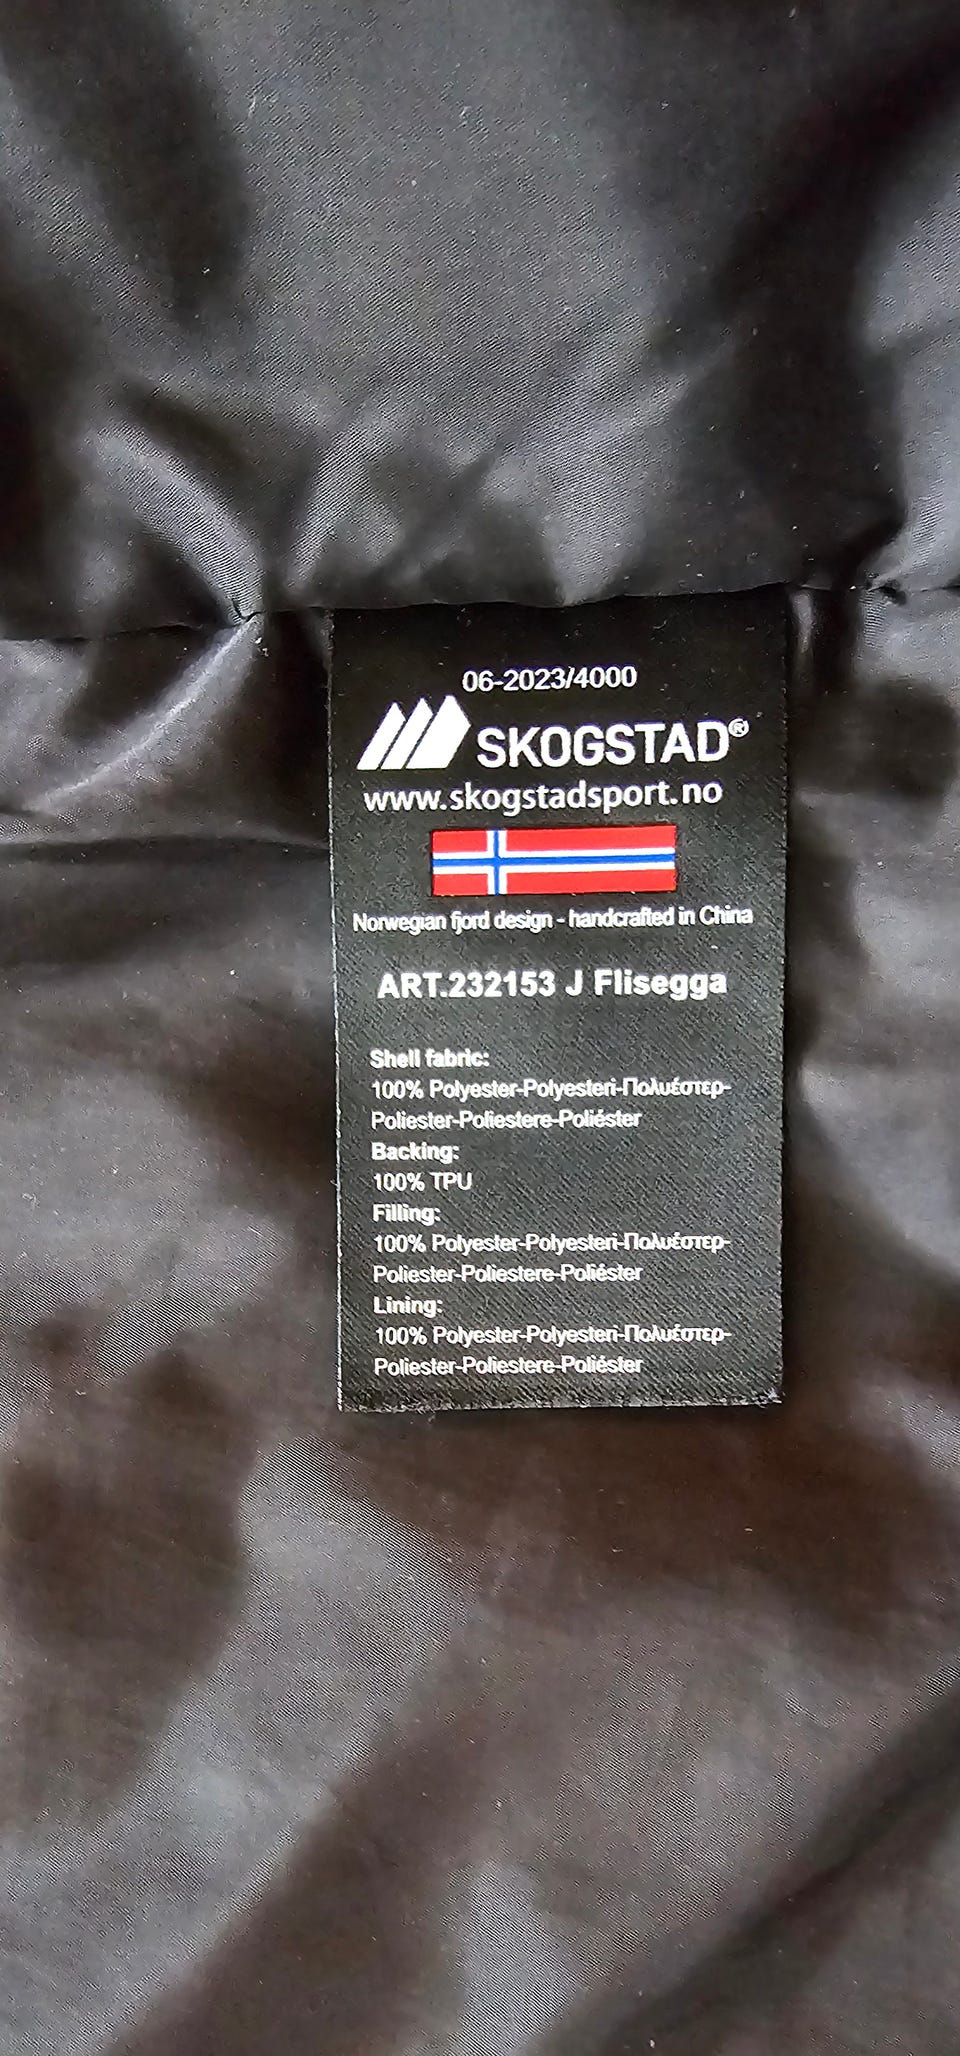 06-2023/4000
SKOGSTAD®
www.skogstadsport.no
Norwegian fjord design - handcrafted in China
ART.232153 J Flisegga
Shell fabric:
100% Polyester-Polyesteri-Πολυέστερ-
Poliester-Poliestere-Poliéster
Backing:
100% TPU
Filling:
100% Polyester-Polyesteri-Πολυέστερ-
Poliester-Poliestere-Poliéster
Lining:
100% Polyester-Polyesteri-Πολυέστερ-
Poliester-Poliestere-Poliéster